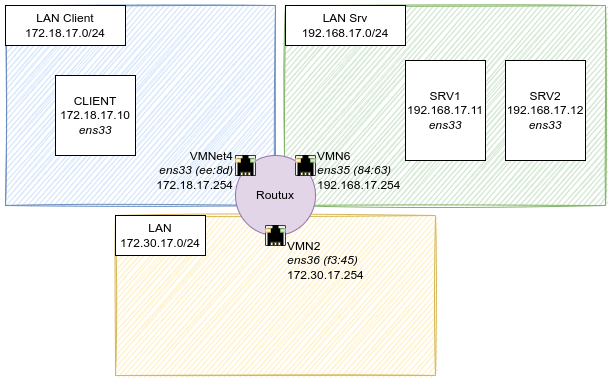 LAN Client
172.18.17.0/24
LAN Srv
192.168.17.0/24
CLIENT
172.18.17.10
ens33
SRV1
192.168.17.11
ens33
SRV2
192.168.17.12
ens33
VMNet4
ens33 (ee:8d)
172.18.17.254
VMN6
ens35 (84:63)
192.168.17.254
Routux
LAN
172.30.17.0/24
VMN2
ens36 (f3:45)
172.30.17.254